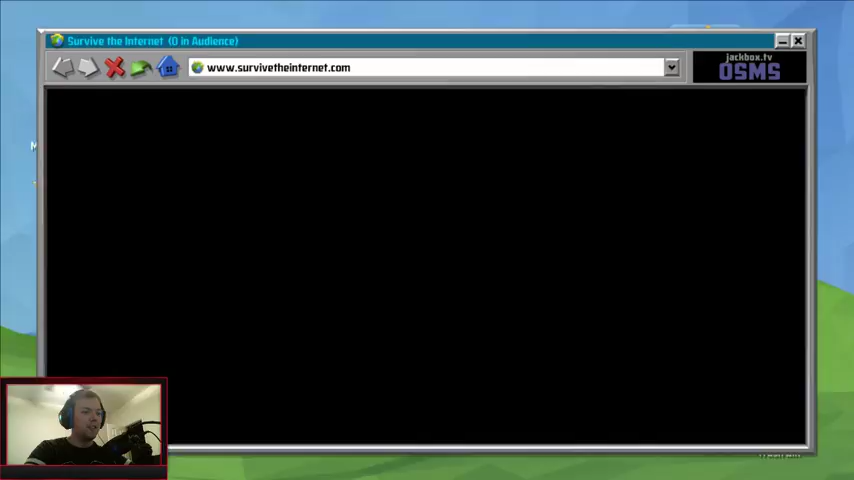 Survive the Internet (0 in Audience)
www.survivetheinternet.com
jackbox.tv
OSMS
M